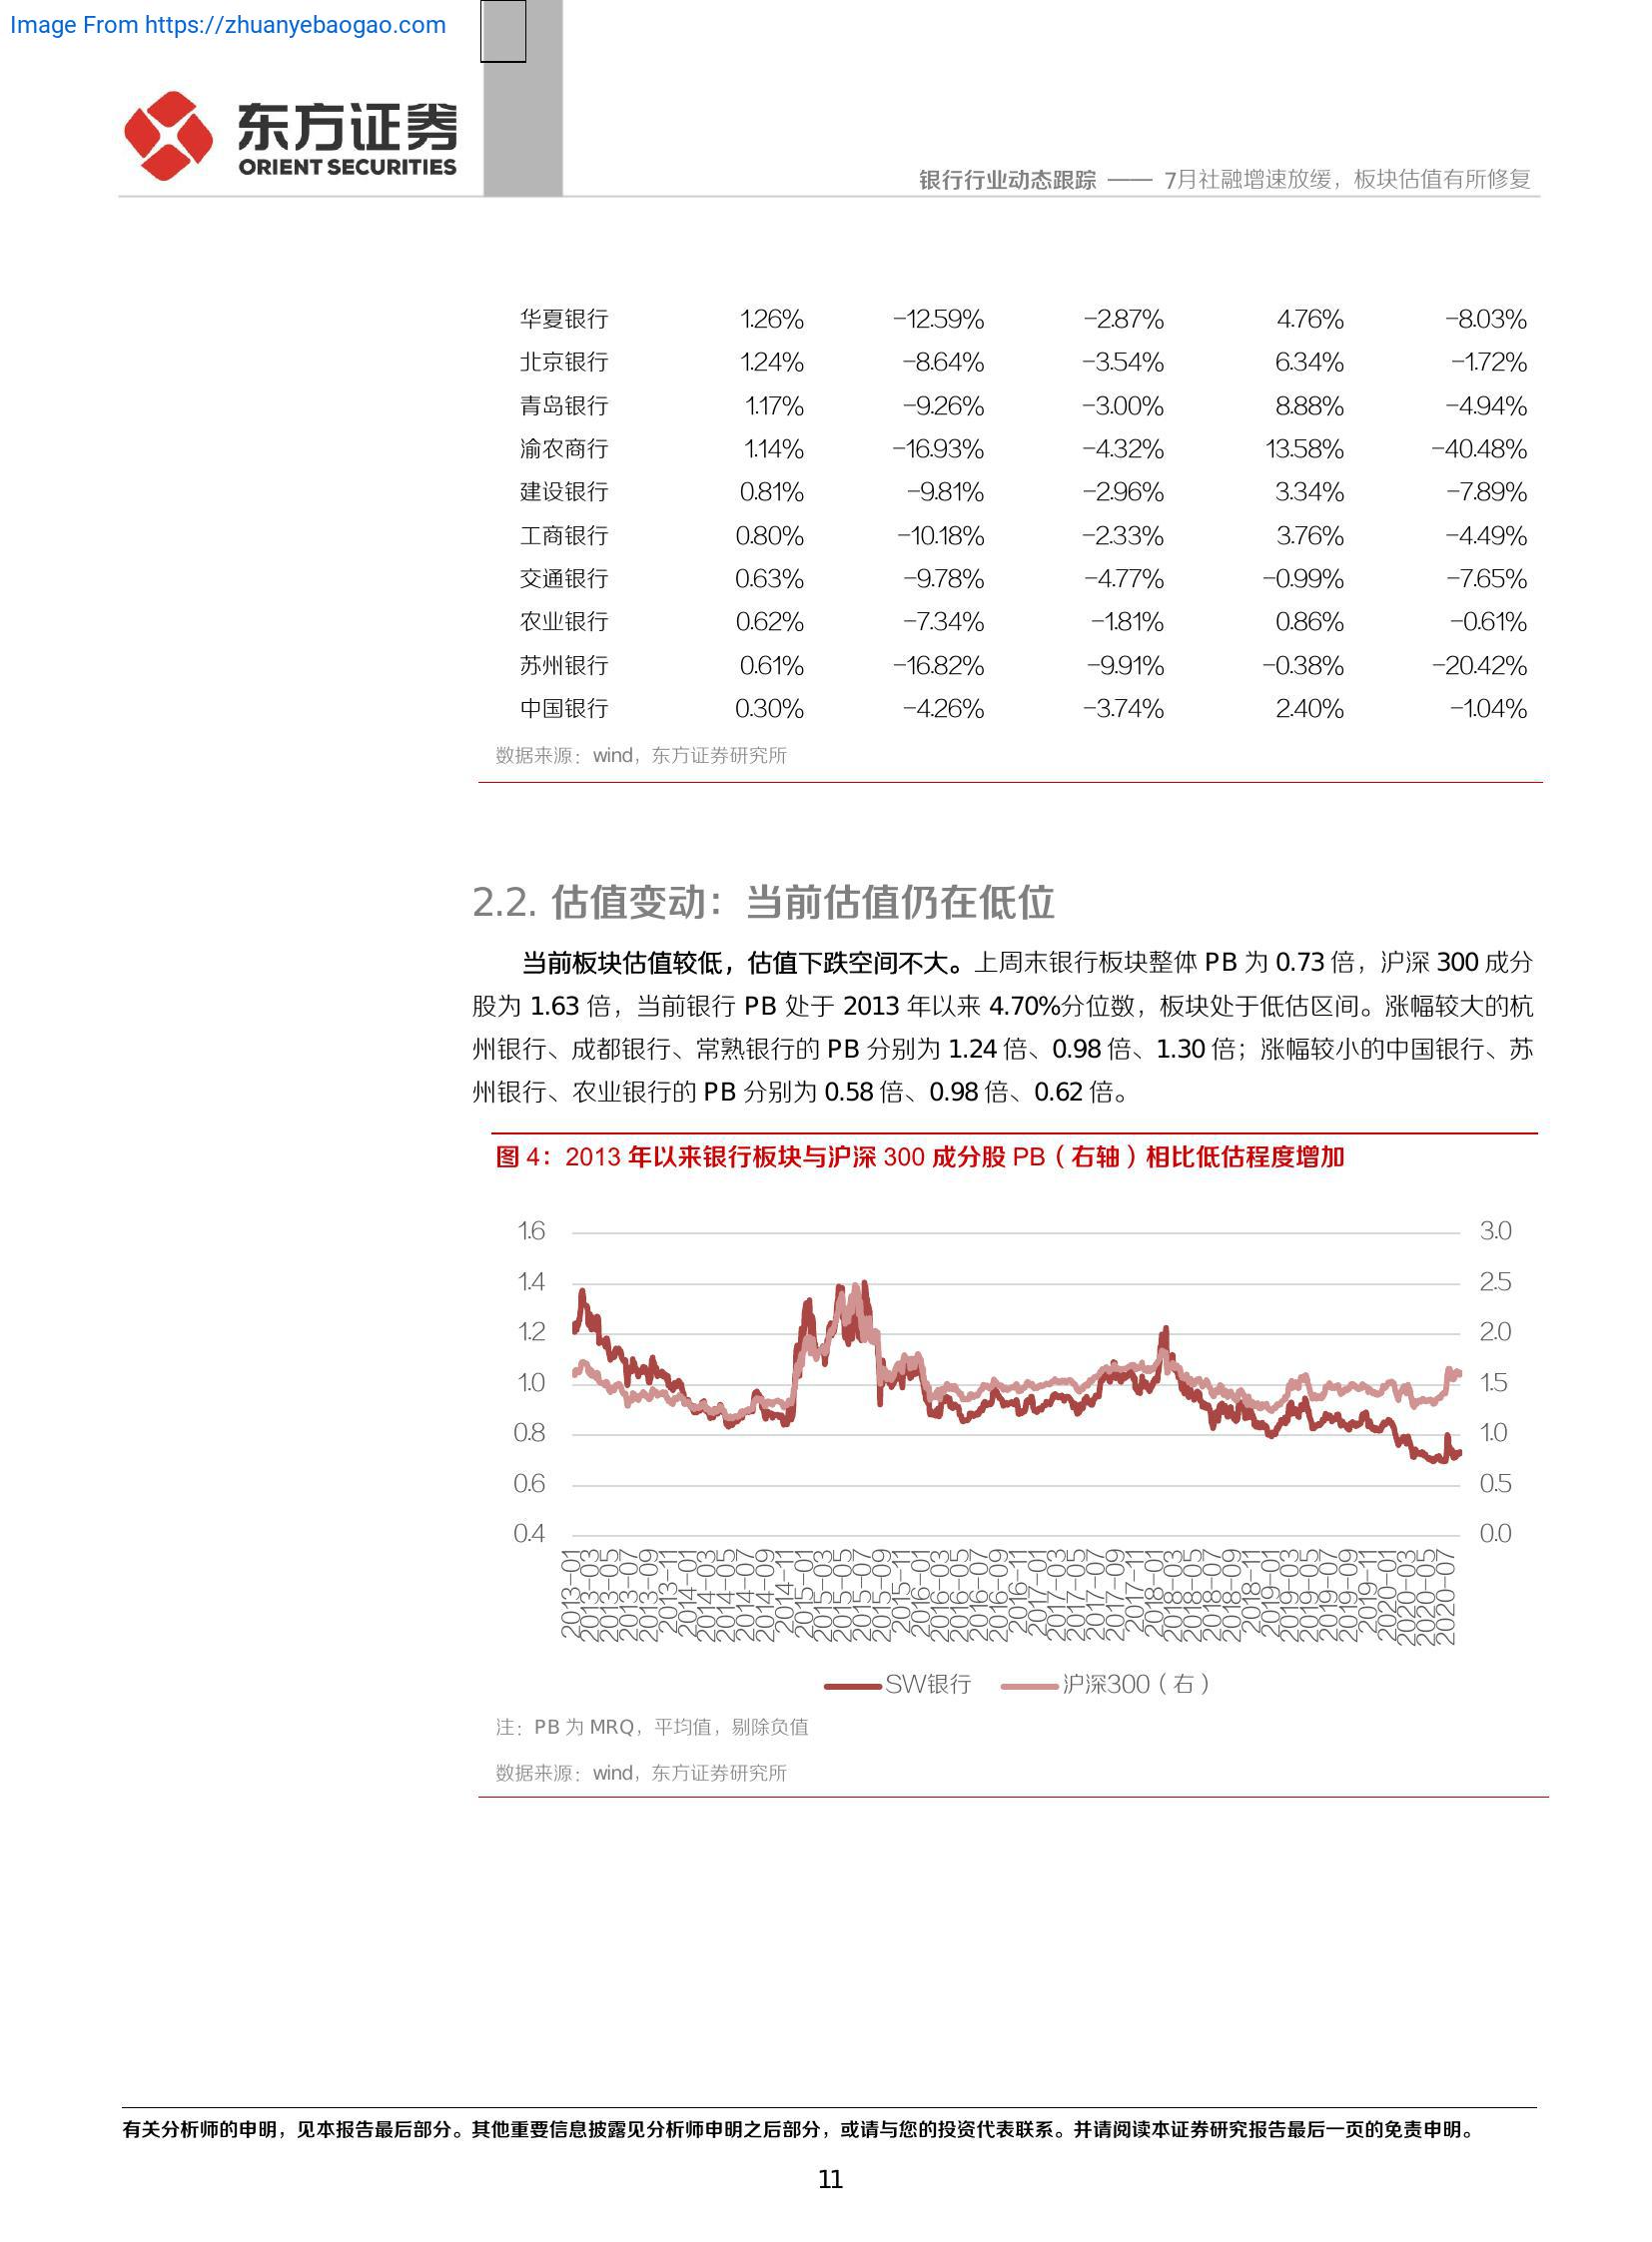 Image From https://zhuanyebaogao.com
东方证券
ORIENT SECURITIES
银行行业动态跟踪 —— 7月社融增速放缓，板块估值有所修复
华夏银行 1.26% -12.59% -2.87% 4.76% -8.03%
北京银行 1.24% -8.64% -3.54% 6.34% -1.72%
青岛银行 1.17% -9.26% -3.00% 8.88% -4.94%
渝农商行 1.14% -16.93% -4.32% 13.58% -40.48%
建设银行 0.81% -9.81% -2.96% 3.34% -7.89%
工商银行 0.80% -10.18% -2.33% 3.76% -4.49%
交通银行 0.63% -9.78% -4.77% -0.99% -7.65%
农业银行 0.62% -7.34% -1.81% 0.86% -0.61%
苏州银行 0.61% -16.82% -9.91% -0.38% -20.42%
中国银行 0.30% -4.26% -3.74% 2.40% -1.04%
数据来源：wind，东方证券研究所
2.2. 估值变动：当前估值仍在低位
当前板块估值较低，估值下跌空间不大。上周末银行板块整体 PB 为 0.73 倍，沪深 300 成分
股为 1.63 倍，当前银行 PB 处于 2013 年以来 4.70%分位数，板块处于低估区间。涨幅较大的杭
州银行、成都银行、常熟银行的 PB 分别为 1.24 倍、0.98 倍、1.30 倍；涨幅较小的中国银行、苏
州银行、农业银行的 PB 分别为 0.58 倍、0.98 倍、0.62 倍。
图 4：2013 年以来银行板块与沪深 300 成分股 PB（右轴）相比低估程度增加
1.6 3.0
1.4 2.5
1.2 2.0
1.0 1.5
0.8 1.0
0.6 0.5
0.4 0.0
2013-01 2013-03 2013-05 2013-07 2013-09 2013-11 2014-01 2014-03 2014-05 2014-07 2014-09 2014-11 2015-01 2015-03 2015-05 2015-07 2015-09 2015-11 2016-01 2016-03 2016-05 2016-07 2016-09 2016-11 2017-01 2017-03 2017-05 2017-07 2017-09 2017-11 2018-01 2018-03 2018-05 2018-07 2018-09 2018-11 2019-01 2019-03 2019-05 2019-07 2019-09 2019-11 2020-01 2020-03 2020-05 2020-07
SW银行 沪深300（右）
注：PB 为 MRQ，平均值，剔除负值
数据来源：wind，东方证券研究所
有关分析师的申明，见本报告最后部分。其他重要信息披露见分析师申明之后部分，或请与您的投资代表联系。并请阅读本证券研究报告最后一页的免责申明。
11